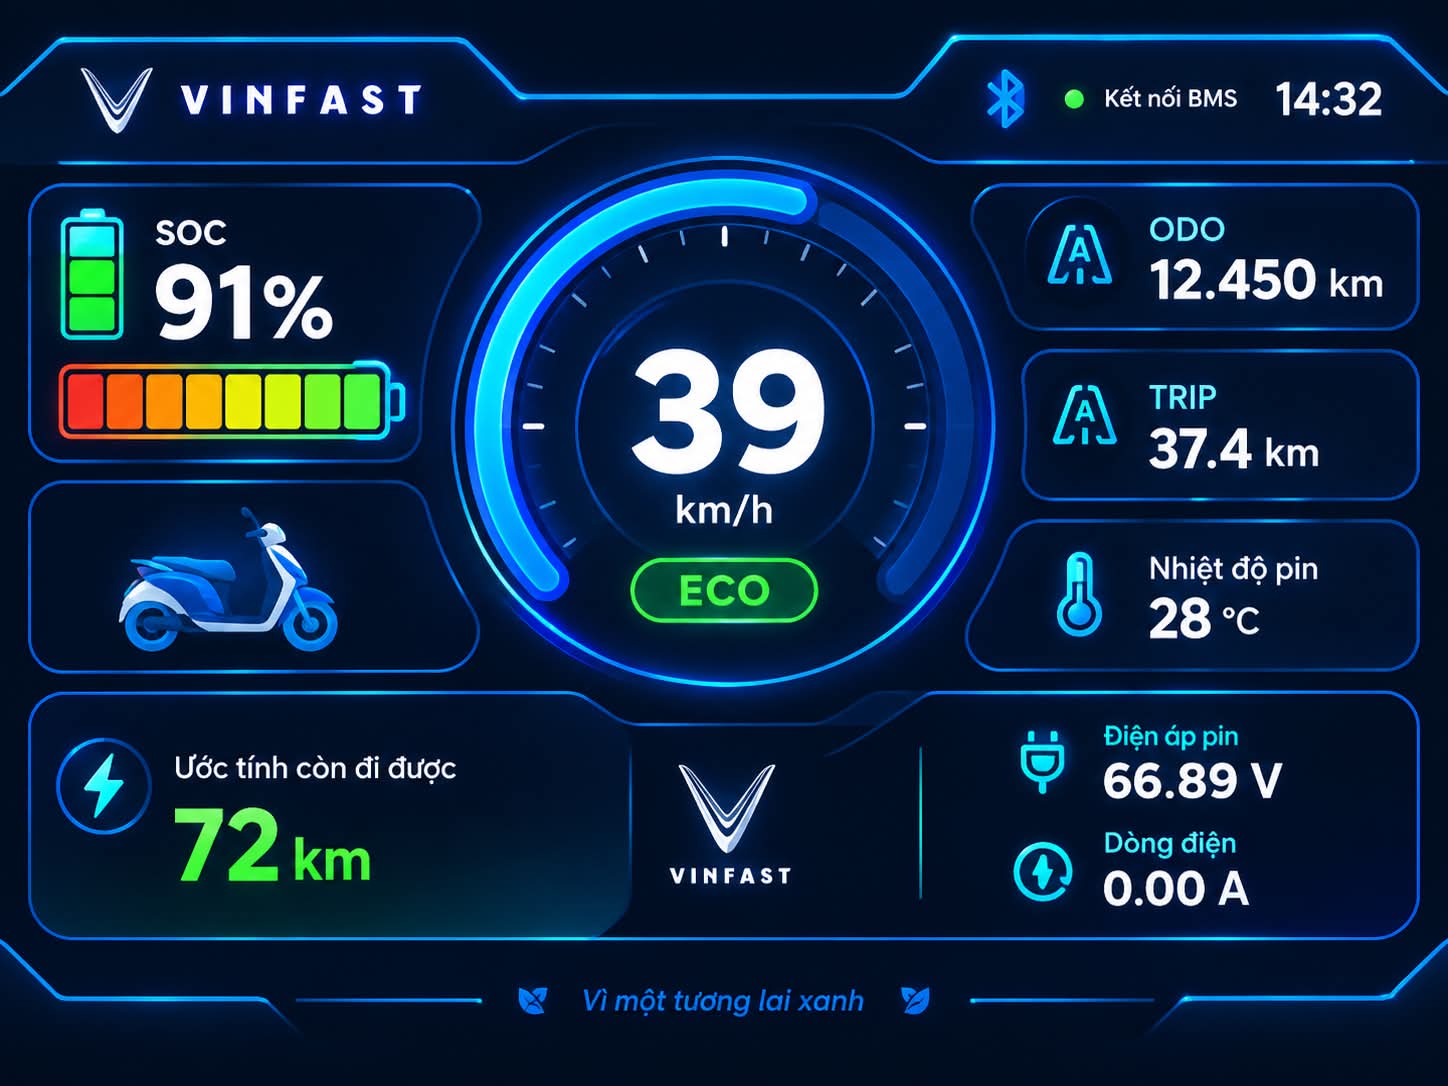 VINFAST
Kết nối BMS
14:32
SOC
91%
39
km/h
ECO
ODO
A
12.450 km
TRIP
A
37.4 km
Nhiệt độ pin
28 °C
Ước tính còn đi được
72 km
VINFAST
Điện áp pin
66.89 V
Dòng điện
0.00 A
Vì một tương lai xanh